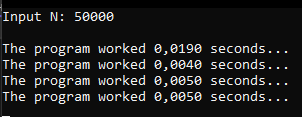 Input N: 50000
The program worked 0,0190 seconds...
The program worked 0,0040 seconds...
The program worked 0,0050 seconds...
The program worked 0,0050 seconds...